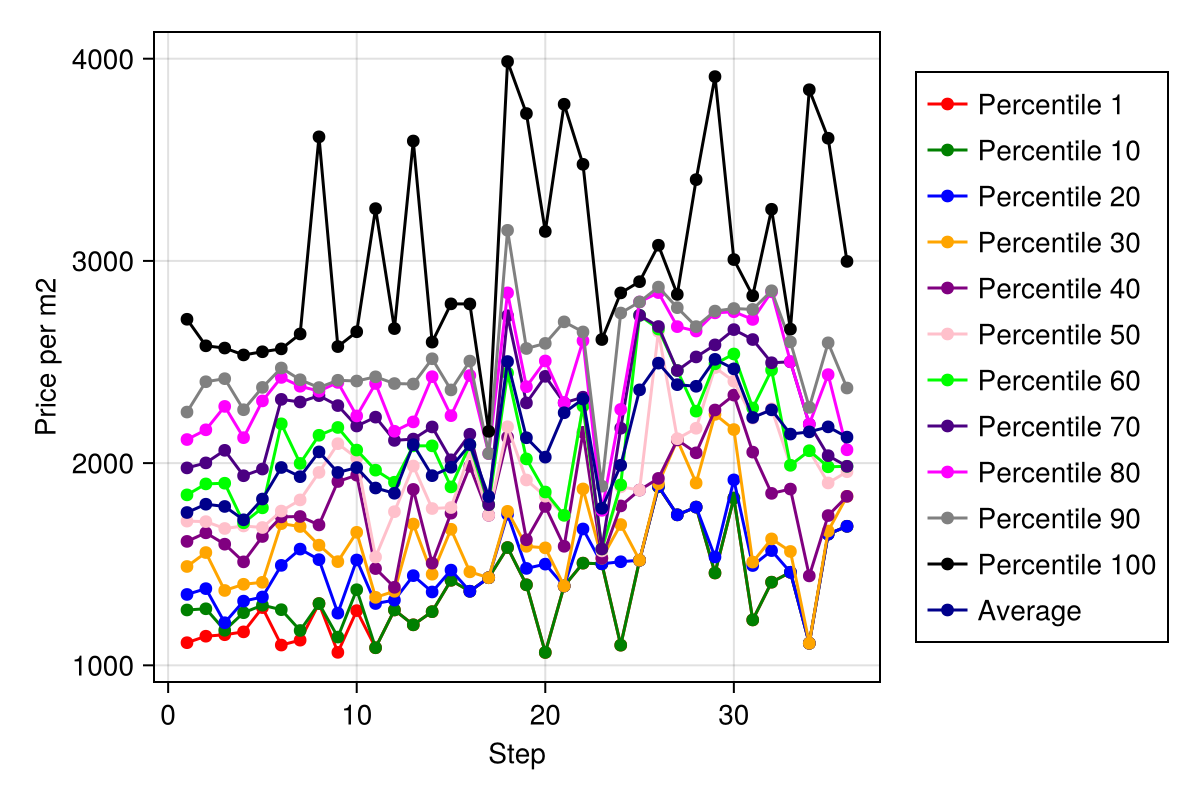 4000
3000
2000
1000
Price per m2
0 10 20 30
Step
Percentile 1
Percentile 10
Percentile 20
Percentile 30
Percentile 40
Percentile 50
Percentile 60
Percentile 70
Percentile 80
Percentile 90
Percentile 100
Average